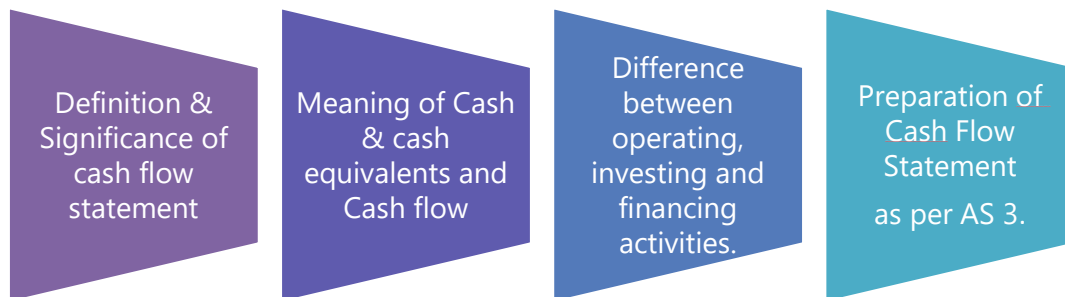 Definition &
Significance of
cash flow
statement
Meaning of Cash
& cash
equivalents and
Cash flow
Difference
between
operating,
investing and
financing
activities.
Preparation of
Cash Flow
Statement
as per AS 3.